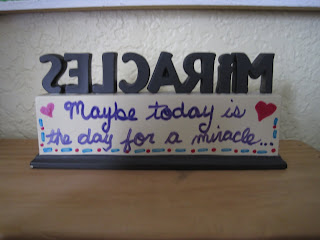 MiRACLES
Maybe today is
the day for a miracle...